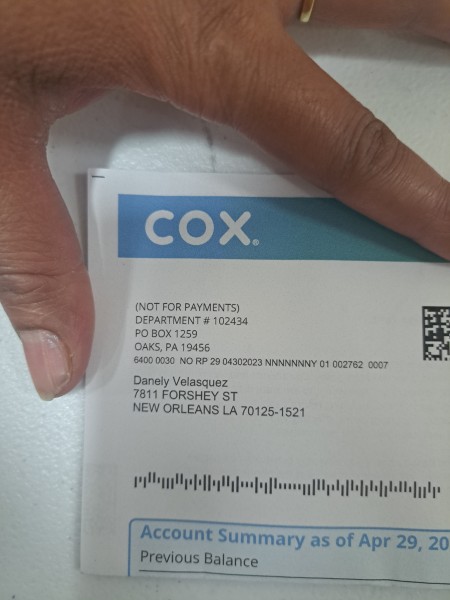 COX®
(NOT FOR PAYMENTS)
DEPARTMENT # 102434
PO BOX 1259
OAKS, PA 19456
6400 0030 NO RP 29 04302023 NNNNNNNY 01 002762 0007
Danely Velasquez
7811 FORSHEY ST
NEW ORLEANS LA 70125-1521
Account Summary as of Apr 29, 20
Previous Balance